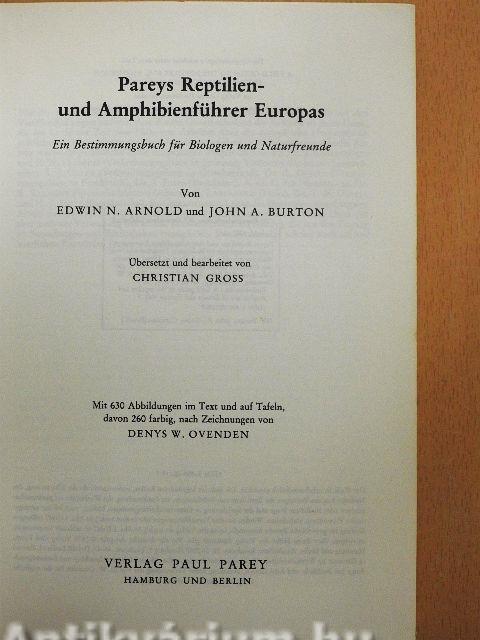 Pareys Reptilien-
und Amphibienführer Europas
Ein Bestimmungsbuch für Biologen und Naturfreunde
Von
EDWIN N. ARNOLD und JOHN A. BURTON
Übersetzt und bearbeitet von
CHRISTIAN GROSS
Mit 630 Abbildungen im Text und auf Tafeln,
davon 260 farbig, nach Zeichnungen von
DENYS W. OVENDEN
VERLAG PAUL PAREY
HAMBURG UND BERLIN
Antikvárium.hu